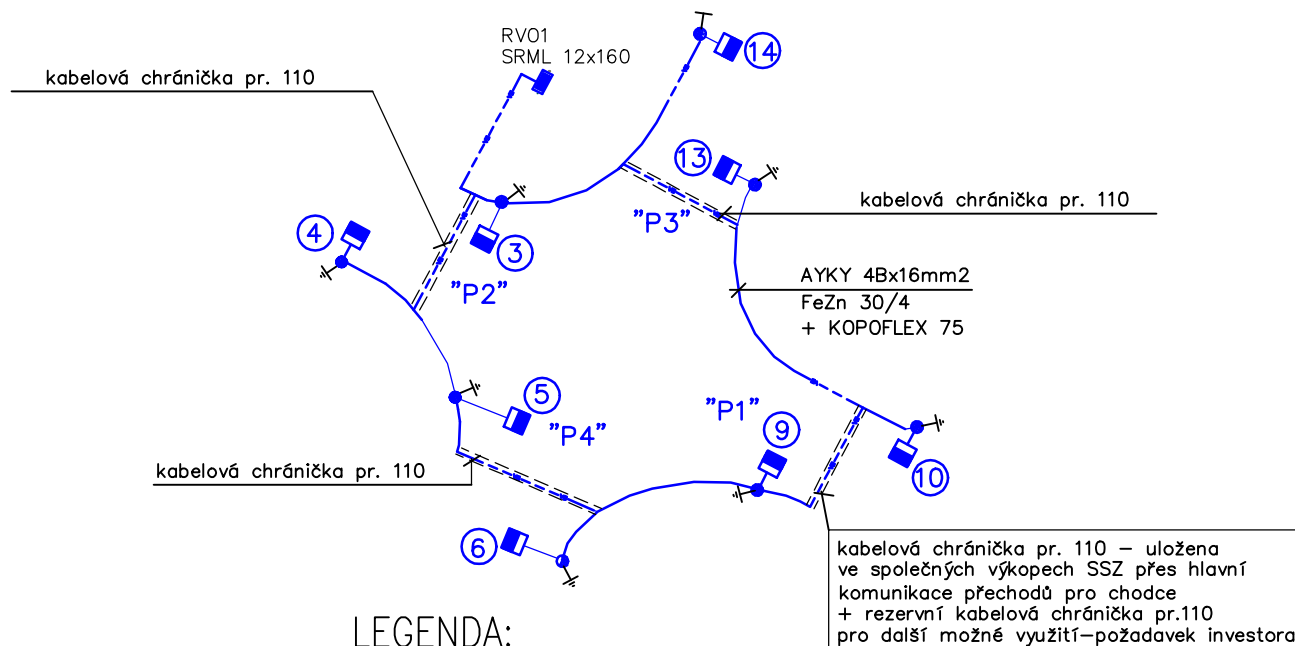 RVO1
SRML 12x160
14
kabelová chránička pr. 110
13
kabelová chránička pr. 110
"P3"
4
3
"P2"
AYKY 4Bx16mm2
FeZn 30/4
+ KOPOFLEX 75
5
"P1"
"P4"
9
kabelová chránička pr. 110
10
6
kabelová chránička pr. 110 – uložena
ve společných výkopech SSZ přes hlavní
komunikace přechodů pro chodce
+ rezervní kabelová chránička pr.110
pro další možné využití–požadavek investora
LEGENDA: